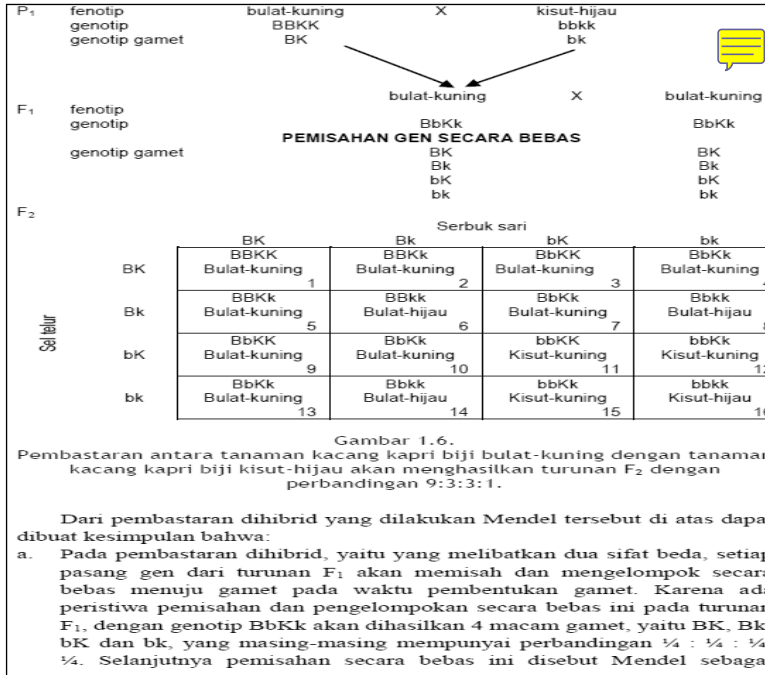 P₁ fenotip bulat-kuning X kisut-hijau
genotip BBKK bbkk
genotip gamet BK bk
bulat-kuning X bulat-kuning
F₁ fenotip
genotip BbKk BbKk
PEMISAHAN GEN SECARA BEBAS
genotip gamet BK BK
Bk Bk
bK bK
bk bk
F₂
Serbuk sari
BK Bk bK bk
BBKK BBKk BbKK BbKk
BK Bulat-kuning Bulat-kuning Bulat-kuning Bulat-kuning
1 2 3 4
BBKk BBkk BbKk Bbkk
Bk Bulat-kuning Bulat-hijau Bulat-kuning Bulat-hijau
5 6 7 8
Sel telur
BbKK BbKk bbKK bbKk
bK Bulat-kuning Bulat-kuning Kisut-kuning Kisut-kuning
9 10 11 12
BbKk Bbkk bbKk bbkk
bk Bulat-kuning Bulat-hijau Kisut-kuning Kisut-hijau
13 14 15 16
Gambar 1.6.
Pembastaran antara tanaman kacang kapri biji bulat-kuning dengan tanaman
kacang kapri biji kisut-hijau akan menghasilkan turunan F₂ dengan
perbandingan 9:3:3:1.
Dari pembastaran dihibrid yang dilakukan Mendel tersebut di atas dapa
dibuat kesimpulan bahwa:
a. Pada pembastaran dihibrid, yaitu yang melibatkan dua sifat beda, setiap
pasang gen dari turunan F₁ akan memisah dan mengelompok secara
bebas menuju gamet pada waktu pembentukan gamet. Karena ada
peristiwa pemisahan dan pengelompokan secara bebas ini pada turunan
F₁, dengan genotip BbKk akan dihasilkan 4 macam gamet, yaitu BK, Bk
bK dan bk, yang masing-masing mempunyai perbandingan ¼ : ¼ : ¼
¼. Selanjutnya pemisahan secara bebas ini disebut Mendel sebaga